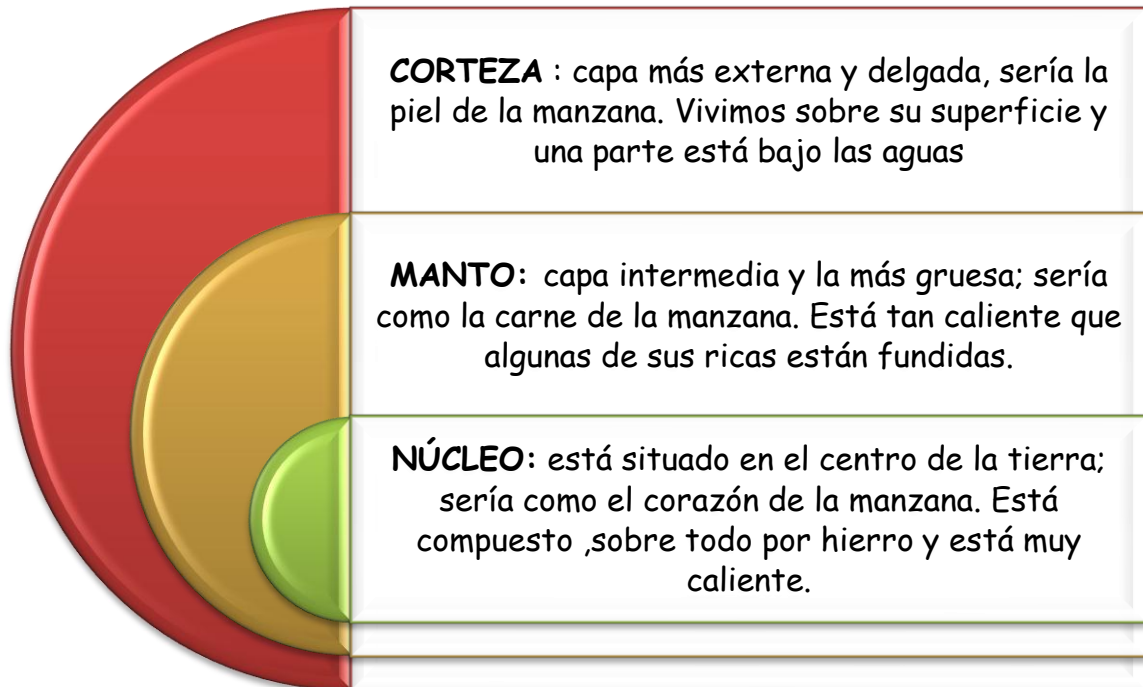 CORTEZA : capa más externa y delgada, sería la
piel de la manzana. Vivimos sobre su superficie y
una parte está bajo las aguas
MANTO: capa intermedia y la más gruesa; sería
como la carne de la manzana. Está tan caliente que
algunas de sus ricas están fundidas.
NÚCLEO: está situado en el centro de la tierra;
sería como el corazón de la manzana. Está
compuesto ,sobre todo por hierro y está muy
caliente.